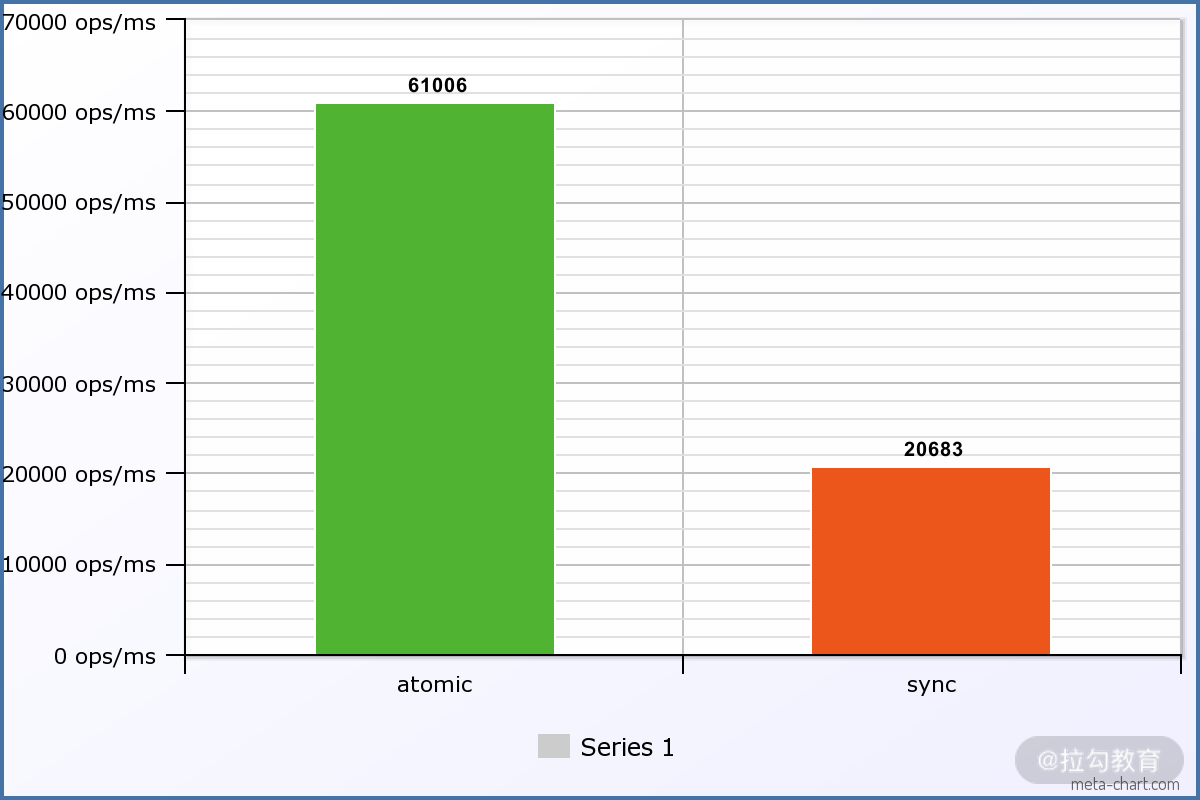 70000 ops/ms
60000 ops/ms
50000 ops/ms
40000 ops/ms
30000 ops/ms
20000 ops/ms
10000 ops/ms
0 ops/ms
61006
20683
atomic
sync
Series 1
@拉勾教育
meta-chart.com